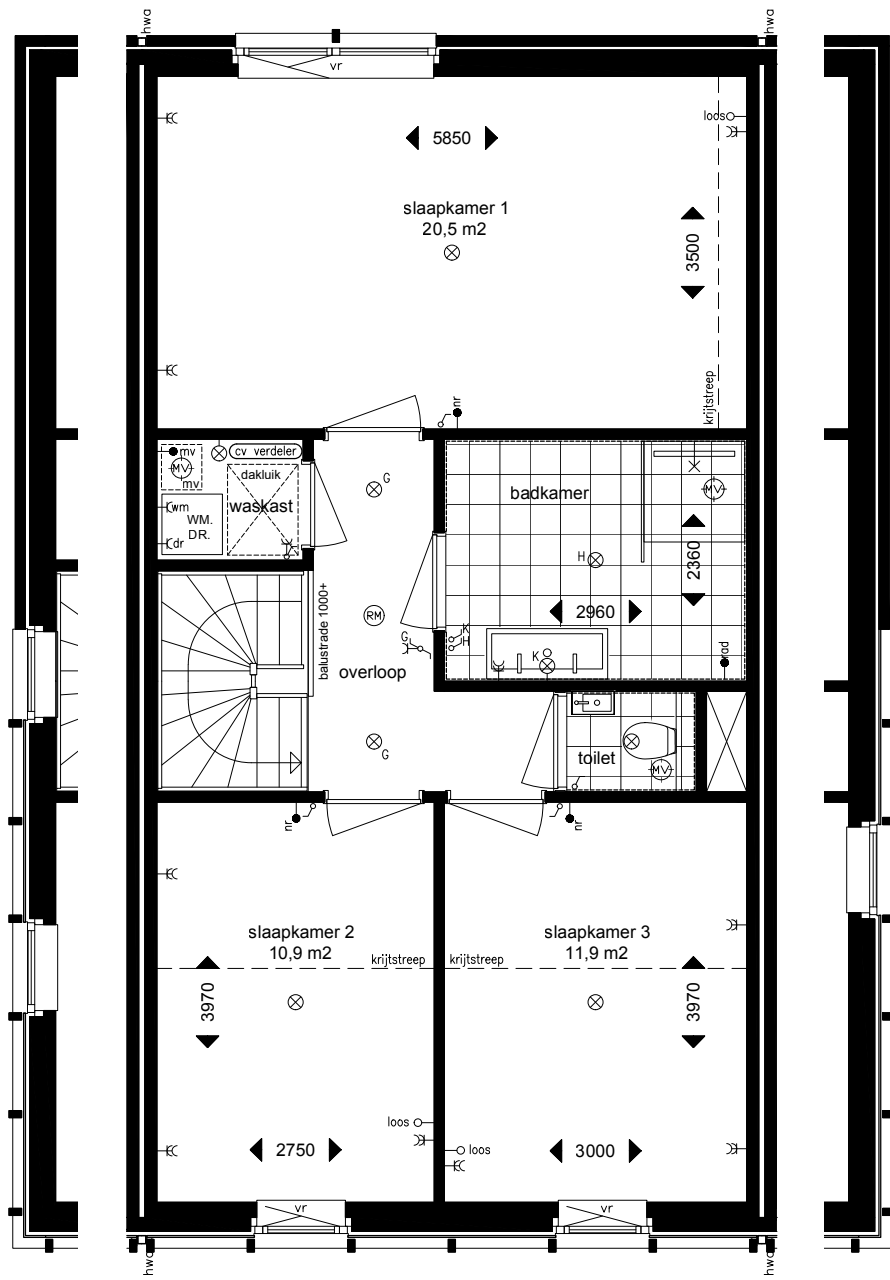 hwa
hwa
vr
loos
5850
slaapkamer 1
20,5 m2
3500
krijtstreep
nr
mv
MV
mv
cv verdeler
dakluik
waskast
wm
WM.
DR.
dr
G
badkamer
MV
H
2360
2960
balustrade 1000+
RM
G
K
H
K
rad
overloop
G
toilet
MV
nr
nr
slaapkamer 2
10,9 m2
krijtstreep
krijtstreep
slaapkamer 3
11,9 m2
3970
3970
loos
loos
2750
3000
vr
vr
hwa
hwa